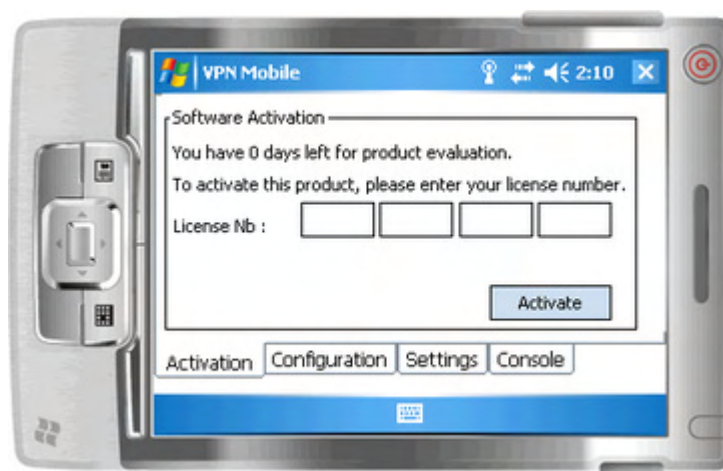 VPN Mobile 2:10
Software Activation
You have 0 days left for product evaluation.
To activate this product, please enter your license number.
License Nb :
Activate
Activation Configuration Settings Console